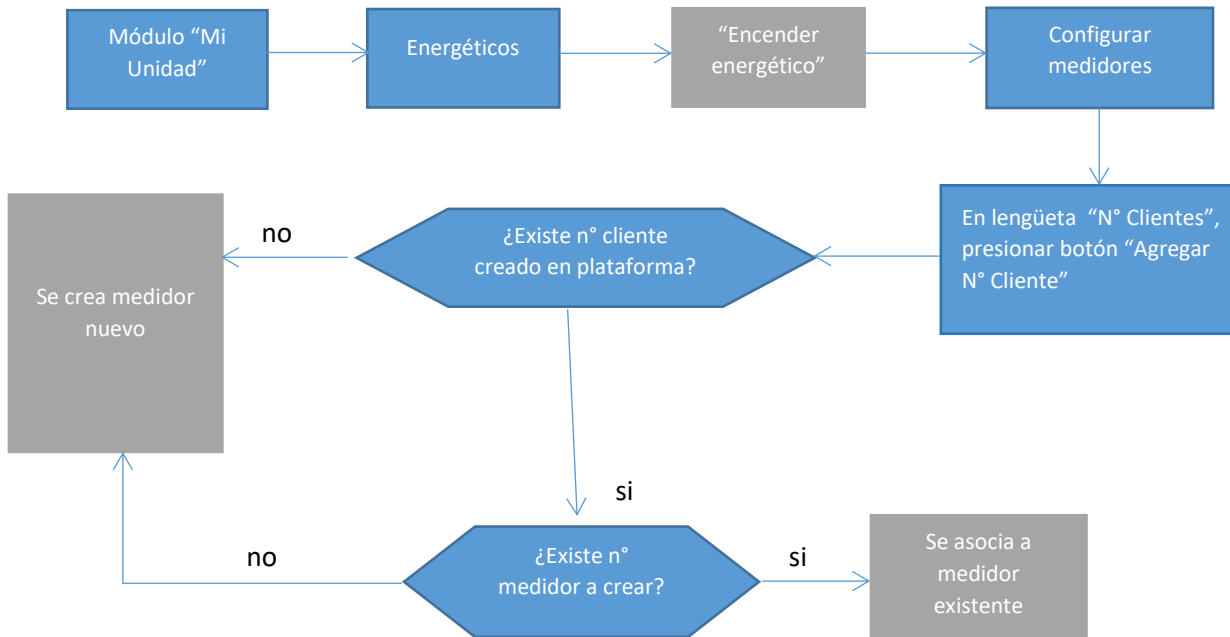 Módulo “Mi
Unidad”
Energéticos
“Encender
energético”
Configurar
medidores
En lengüeta “N° Clientes”,
presionar botón “Agregar
N° Cliente”
¿Existe n° cliente
creado en plataforma?
no
Se crea medidor
nuevo
si
¿Existe n°
medidor a crear?
no
si
Se asocia a
medidor
existente